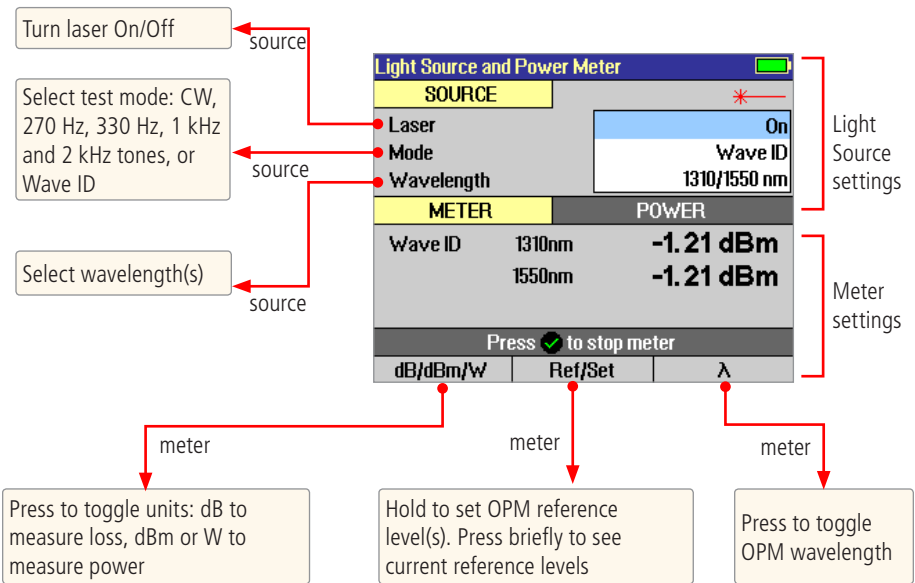 Turn laser On/Off
source
Select test mode: CW,
270 Hz, 330 Hz, 1 kHz
and 2 kHz tones, or
Wave ID
source
Select wavelength(s)
source
Light Source and Power Meter
SOURCE
Laser
On
Mode
Wave ID
Wavelength
1310/1550 nm
METER
POWER
Wave ID 1310nm -1.21 dBm
1550nm -1.21 dBm
Press to stop meter
dB/dBm/W
Ref/Set
λ
Light
Source
settings
Meter
settings
meter
meter
meter
Press to toggle units: dB to
measure loss, dBm or W to
measure power
Hold to set OPM reference
level(s). Press briefly to see
current reference levels
Press to toggle
OPM wavelength